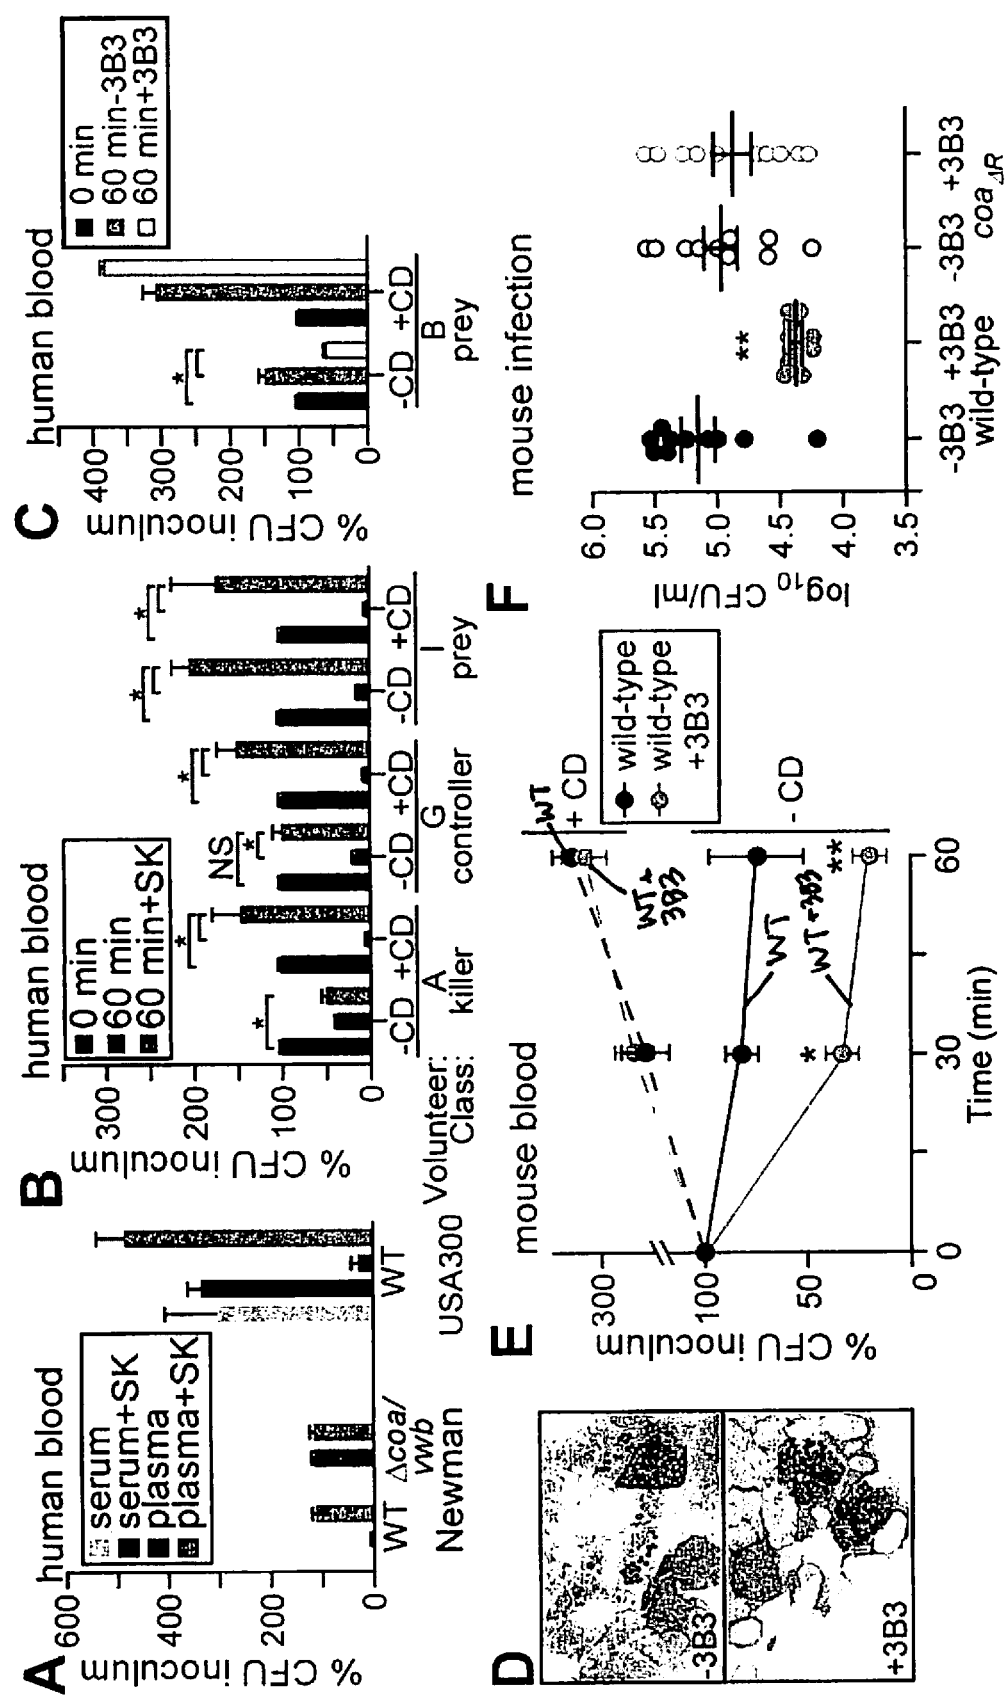 A
human blood
% CFU inoculum
600
400
200
0
serum
serum+SK
plasma
plasma+SK
WT
Δcoa/
vwb
Newman
WT
USA300
B
human blood
% CFU inoculum
300
200
100
0
0 min
60 min
60 min+SK
*
*
NS
*
*
*
*
-CD +CD -CD +CD -CD +CD
Volunteer: A G I
Class: killer controller prey
C
human blood
% CFU inoculum
400
300
200
100
0
0 min
60 min-3B3
60 min+3B3
*
-CD +CD
B
prey
D
-3B3
+3B3
E
mouse blood
% CFU inoculum
300
100
50
0
0 30 60
Time (min)
WT
+ CD
WT+
3B3
wild-type
wild-type
+3B3
- CD
WT
WT+3B3
*
**
F
mouse infection
log10 CFU/ml
6.0
5.5
5.0
4.5
4.0
3.5
**
-3B3 +3B3 -3B3 +3B3
wild-type coaΔR